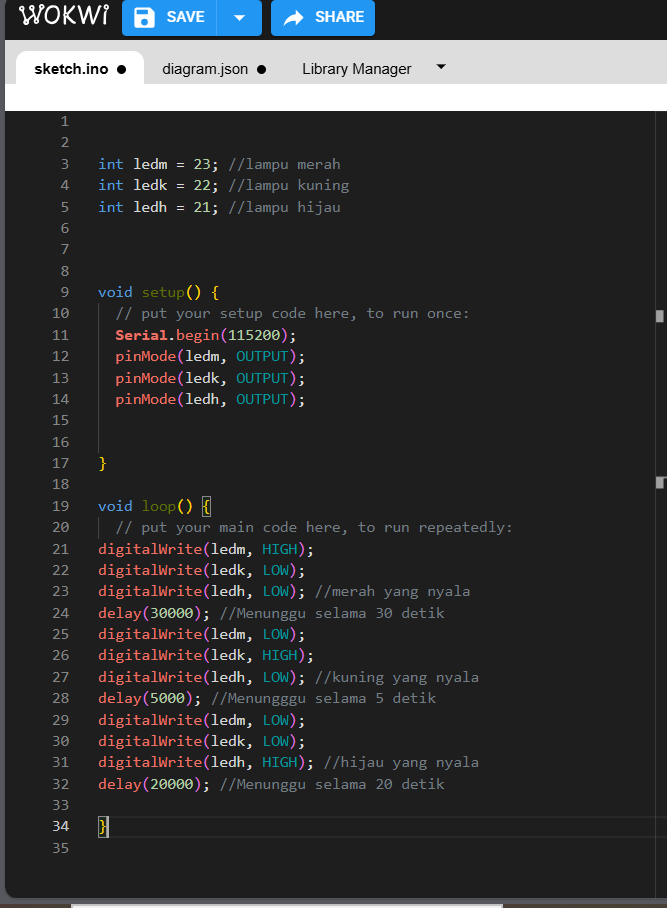 WOKWI SAVE SHARE
sketch.ino ● diagram.json ● Library Manager
1
2
3 int ledm = 23; //lampu merah
4 int ledk = 22; //lampu kuning
5 int ledh = 21; //lampu hijau
6
7
8
9 void setup() {
10 // put your setup code here, to run once:
11 Serial.begin(115200);
12 pinMode(ledm, OUTPUT);
13 pinMode(ledk, OUTPUT);
14 pinMode(ledh, OUTPUT);
15
16
17 }
18
19 void loop() {
20 // put your main code here, to run repeatedly:
21 digitalWrite(ledm, HIGH);
22 digitalWrite(ledk, LOW);
23 digitalWrite(ledh, LOW); //merah yang nyala
24 delay(30000); //Menunggu selama 30 detik
25 digitalWrite(ledm, LOW);
26 digitalWrite(ledk, HIGH);
27 digitalWrite(ledh, LOW); //kuning yang nyala
28 delay(5000); //Menungggu selama 5 detik
29 digitalWrite(ledm, LOW);
30 digitalWrite(ledk, LOW);
31 digitalWrite(ledh, HIGH); //hijau yang nyala
32 delay(20000); //Menunggu selama 20 detik
33
34 }
35